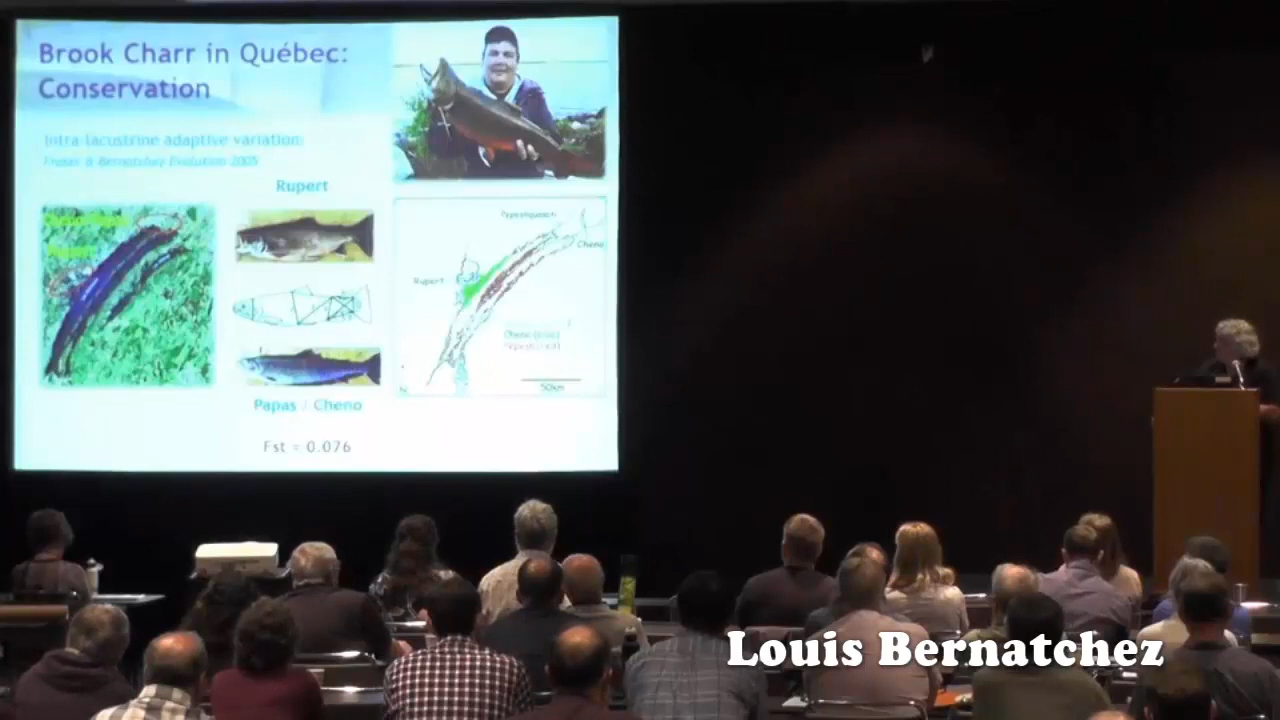 Brook Charr in Québec:
Conservation
Intra lacustrine adaptive variation:
Fraser & Bernatchez Evolution 2005
Rupert
Rupert
Cheno
50km
Papas / Cheno
Fst = 0.076
Louis Bernatchez